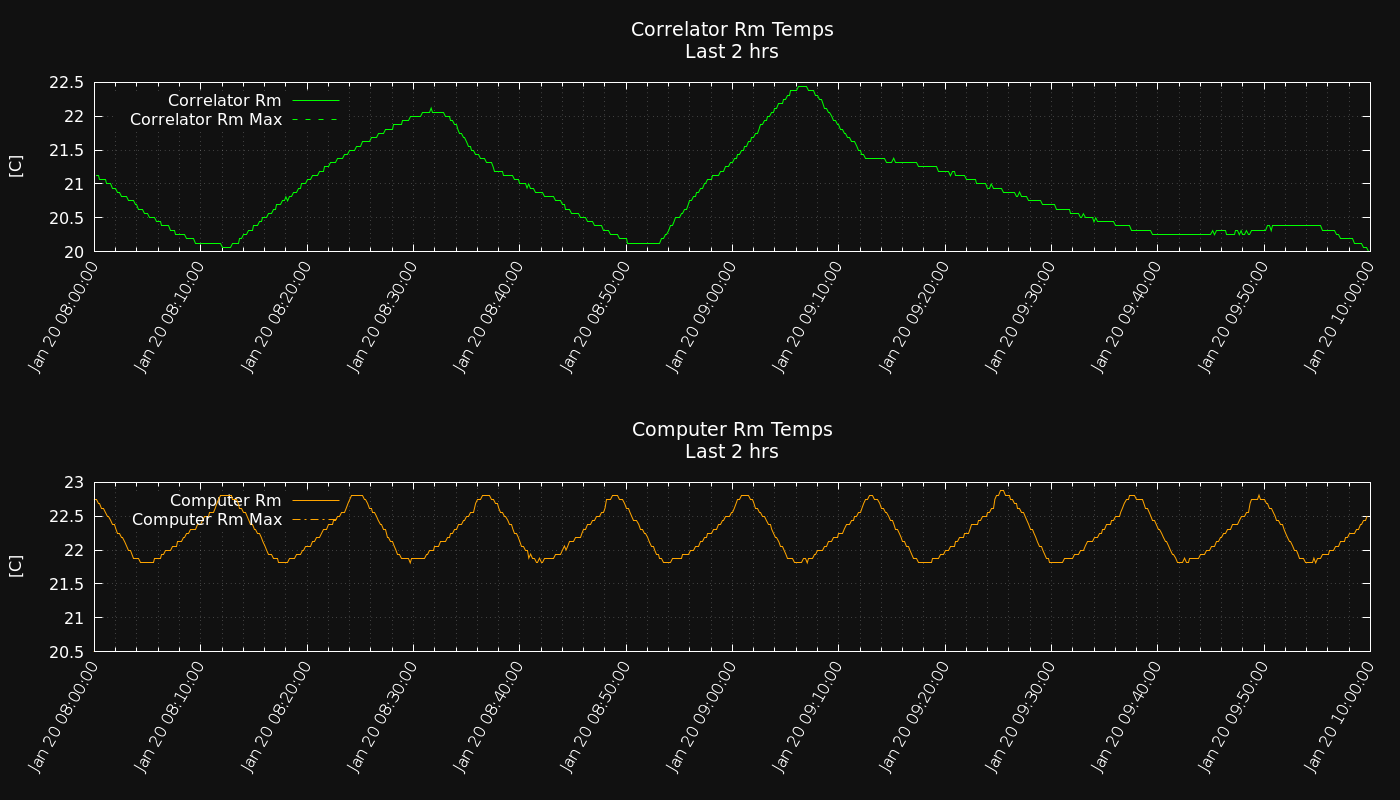 Correlator Rm Temps
Last 2 hrs
22.5
22
21.5
21
20.5
20
[C]
Correlator Rm
Correlator Rm Max
Jan 20 08:00:00
Jan 20 08:10:00
Jan 20 08:20:00
Jan 20 08:30:00
Jan 20 08:40:00
Jan 20 08:50:00
Jan 20 09:00:00
Jan 20 09:10:00
Jan 20 09:20:00
Jan 20 09:30:00
Jan 20 09:40:00
Jan 20 09:50:00
Jan 20 10:00:00
Computer Rm Temps
Last 2 hrs
23
22.5
22
21.5
21
20.5
[C]
Computer Rm
Computer Rm Max
Jan 20 08:00:00
Jan 20 08:10:00
Jan 20 08:20:00
Jan 20 08:30:00
Jan 20 08:40:00
Jan 20 08:50:00
Jan 20 09:00:00
Jan 20 09:10:00
Jan 20 09:20:00
Jan 20 09:30:00
Jan 20 09:40:00
Jan 20 09:50:00
Jan 20 10:00:00